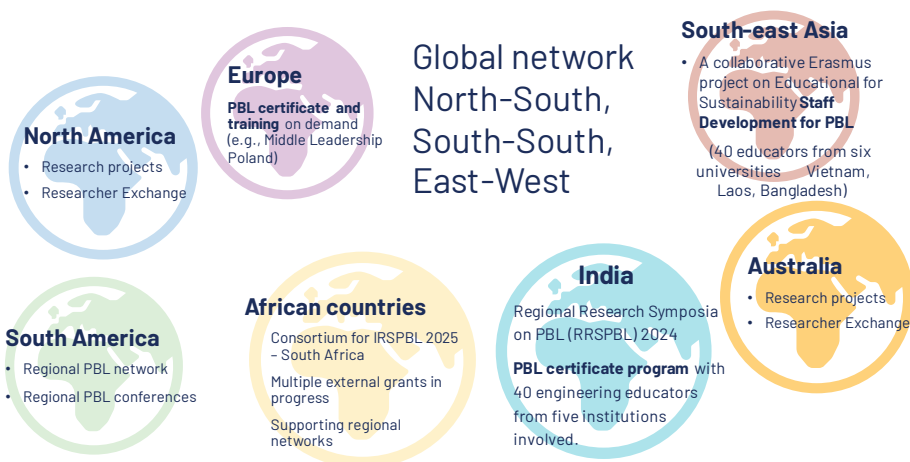 Global network
North-South,
South-South,
East-West
North America
• Research projects
• Researcher Exchange
Europe
PBL certificate and
training on demand
(e.g., Middle Leadership
Poland)
South-east Asia
• A collaborative Erasmus
project on Educational for
Sustainability Staff
Development for PBL
(40 educators from six
universities Vietnam,
Laos, Bangladesh)
South America
• Regional PBL network
• Regional PBL conferences
African countries
Consortium for IRSPBL 2025
– South Africa
Multiple external grants in
progress
Supporting regional
networks
India
Regional Research Symposia
on PBL (RRSPBL) 2024
PBL certificate program with
40 engineering educators
from five institutions
involved.
Australia
• Research projects
• Researcher Exchange